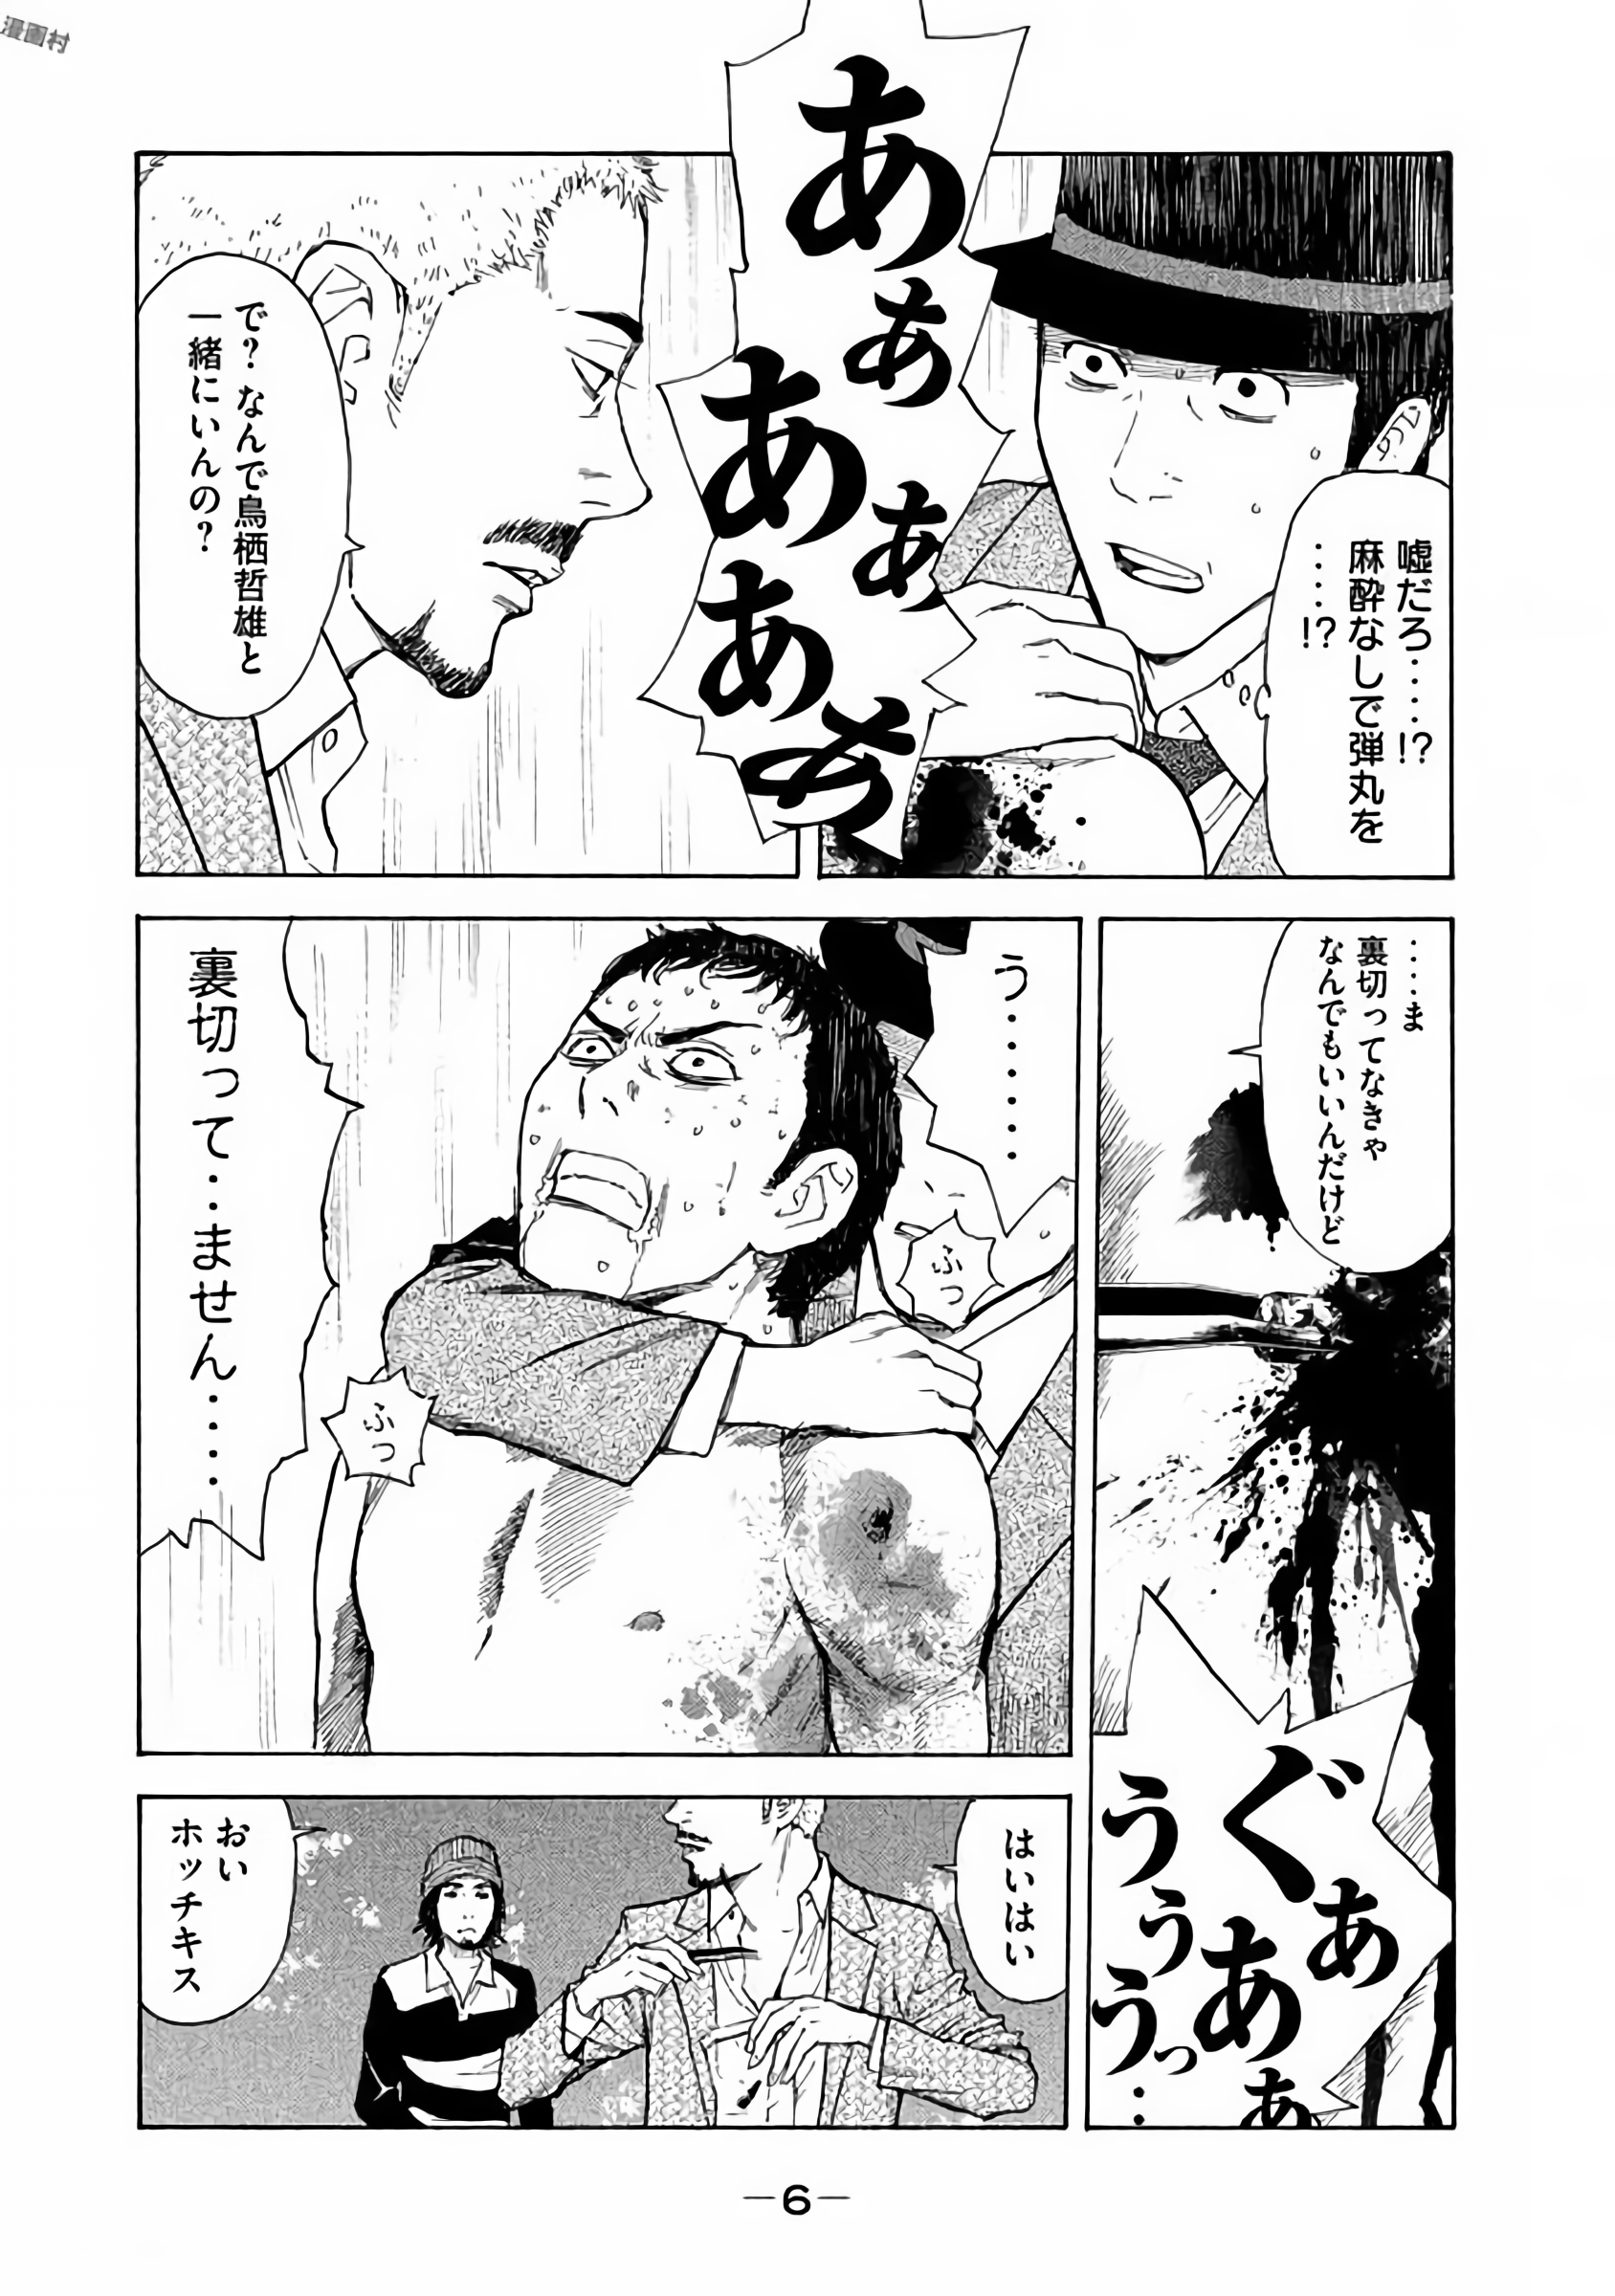 漫画村
嘘だろ‥‥!?
麻酔なしで弾丸を
‥‥!?
あぁあぁああ
で？なんで鳥栖哲雄と
一緒にいんの？
‥‥ま
裏切ってなきゃ
なんでもいいんだけど
ぐぁあぁ
うぅうっ‥
う‥‥‥
ふっ
ふっ
裏切って‥ません‥‥
はいはい
おい
ホッチキス
―6―